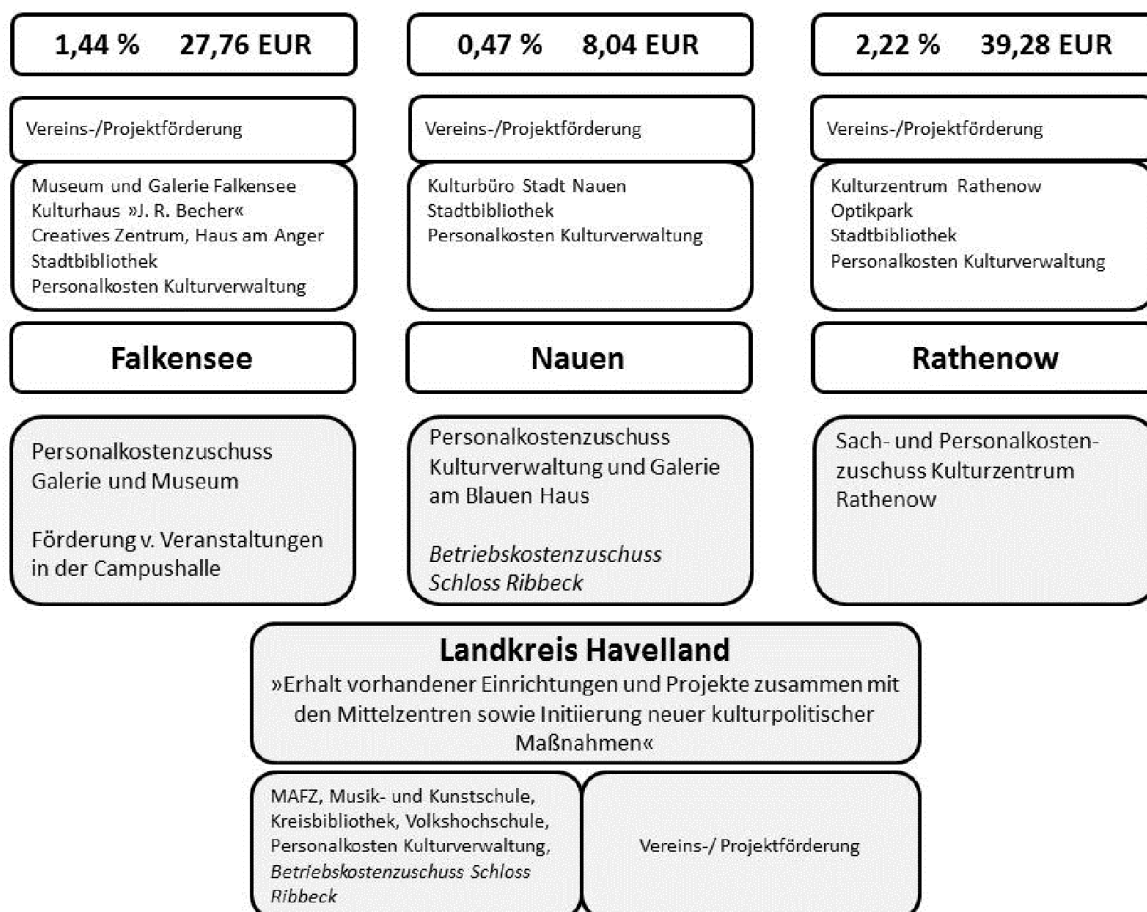 1,44 % 27,76 EUR
0,47 % 8,04 EUR
2,22 % 39,28 EUR
Vereins-/Projektförderung
Vereins-/Projektförderung
Vereins-/Projektförderung
Museum und Galerie Falkensee
Kulturhaus »J. R. Becher«
Creatives Zentrum, Haus am Anger
Stadtbibliothek
Personalkosten Kulturverwaltung
Kulturbüro Stadt Nauen
Stadtbibliothek
Personalkosten Kulturverwaltung
Kulturzentrum Rathenow
Optikpark
Stadtbibliothek
Personalkosten Kulturverwaltung
Falkensee
Nauen
Rathenow
Personalkostenzuschuss
Galerie und Museum
Förderung v. Veranstaltungen
in der Campushalle
Personalkostenzuschuss
Kulturverwaltung und Galerie
am Blauen Haus
Betriebskostenzuschuss
Schloss Ribbeck
Sach- und Personalkosten-
zuschuss Kulturzentrum
Rathenow
Landkreis Havelland
»Erhalt vorhandener Einrichtungen und Projekte zusammen mit
den Mittelzentren sowie Initiierung neuer kulturpolitischer
Maßnahmen«
MAFZ, Musik- und Kunstschule,
Kreisbibliothek, Volkshochschule,
Personalkosten Kulturverwaltung,
Betriebskostenzuschuss Schloss
Ribbeck
Vereins-/ Projektförderung